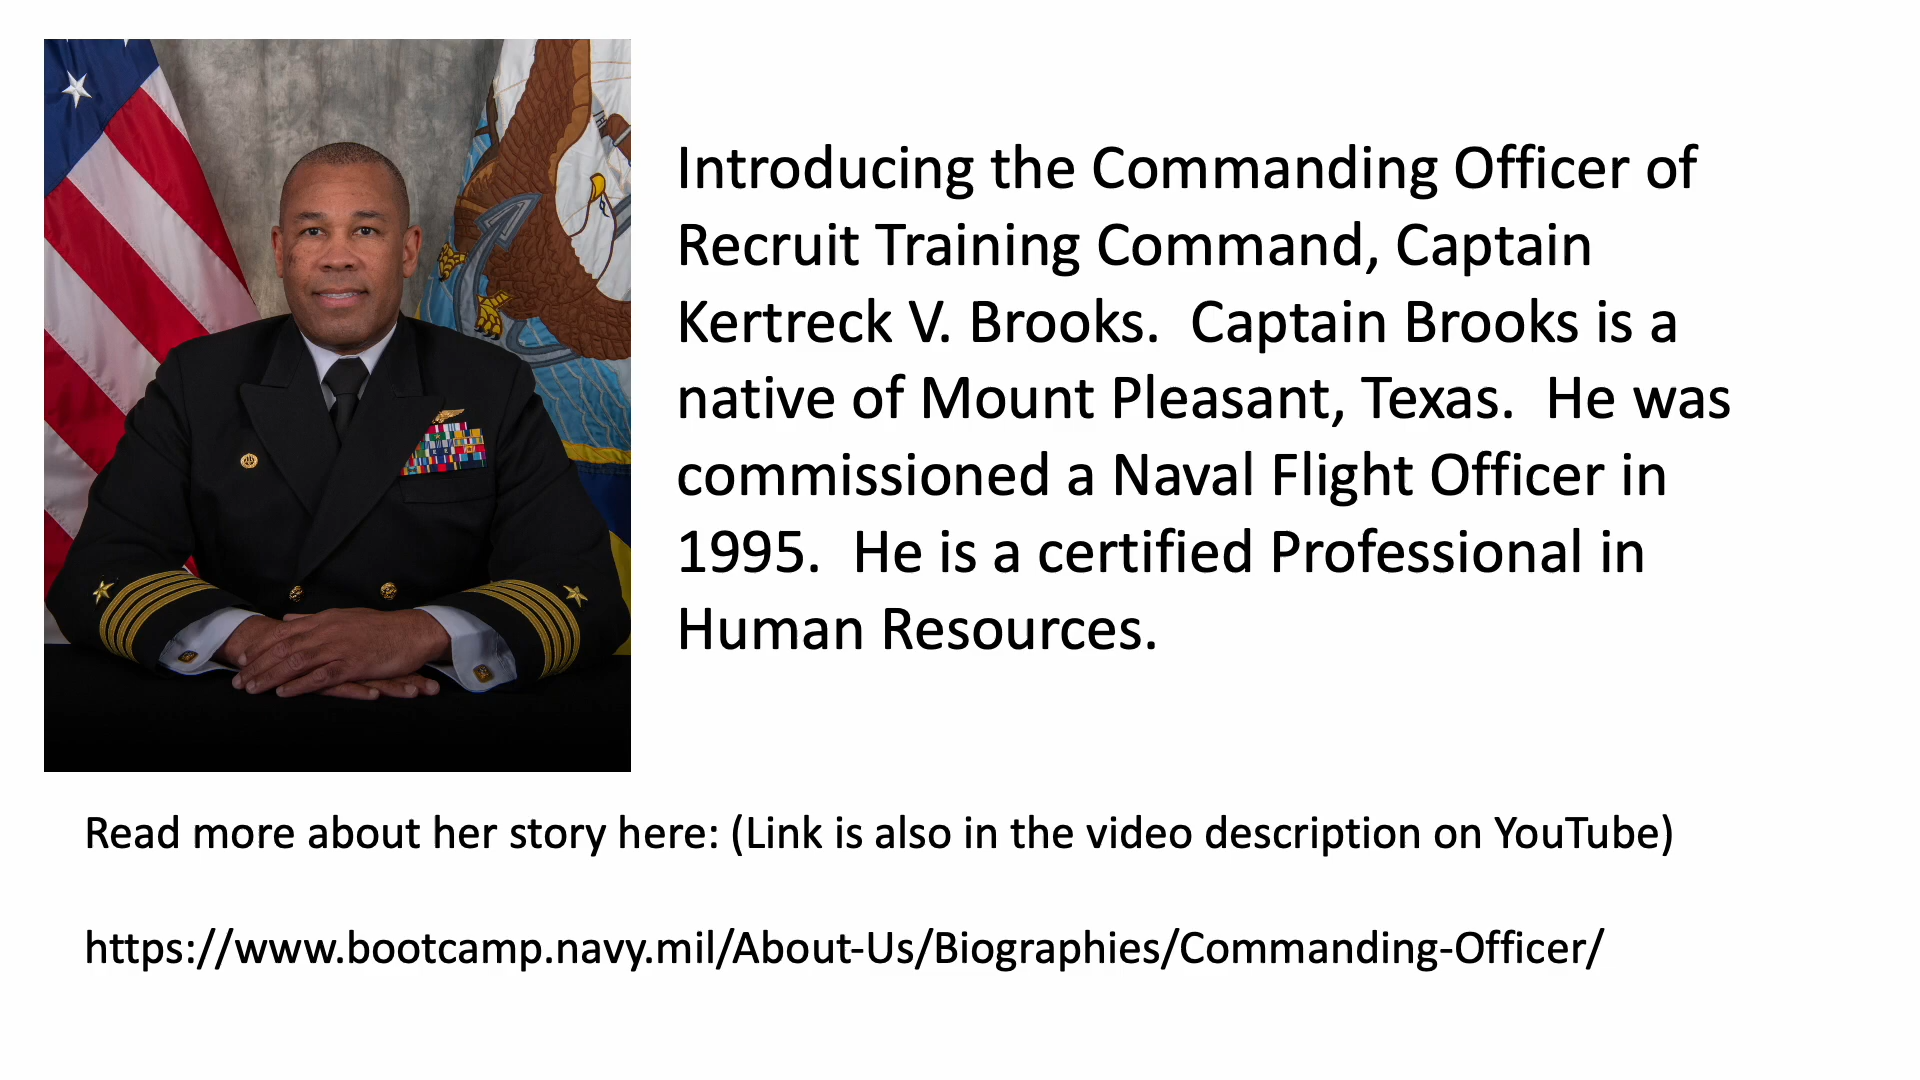 Introducing the Commanding Officer of
Recruit Training Command, Captain
Kertreck V. Brooks.  Captain Brooks is a
native of Mount Pleasant, Texas.  He was
commissioned a Naval Flight Officer in
1995.  He is a certified Professional in
Human Resources.
Read more about her story here: (Link is also in the video description on YouTube)
https://www.bootcamp.navy.mil/About-Us/Biographies/Commanding-Officer/